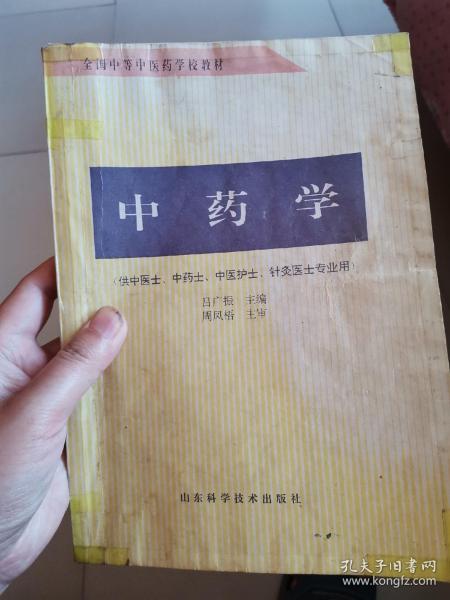 全国中等中医药学校教材
中药学
（供中医士、中药士、中医护士、针灸医士专业用）
吕广振 主编
周凤梧 主审
山东科学技术出版社
孔夫子旧书网
www.kongfz.com